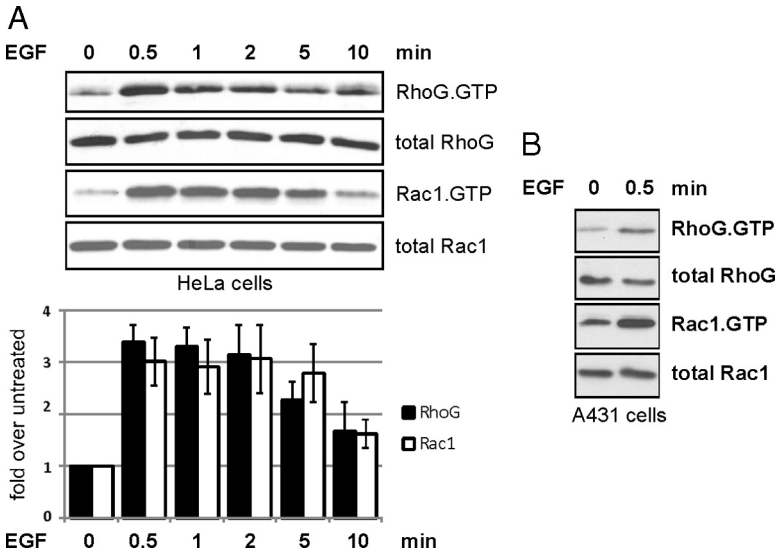 A
EGF 0 0.5 1 2 5 10 min
RhoG.GTP
total RhoG
Rac1.GTP
total Rac1
HeLa cells
fold over untreated
4
3
2
1
0
RhoG
Rac1
EGF 0 0.5 1 2 5 10 min
B
EGF 0 0.5 min
RhoG.GTP
total RhoG
Rac1.GTP
total Rac1
A431 cells